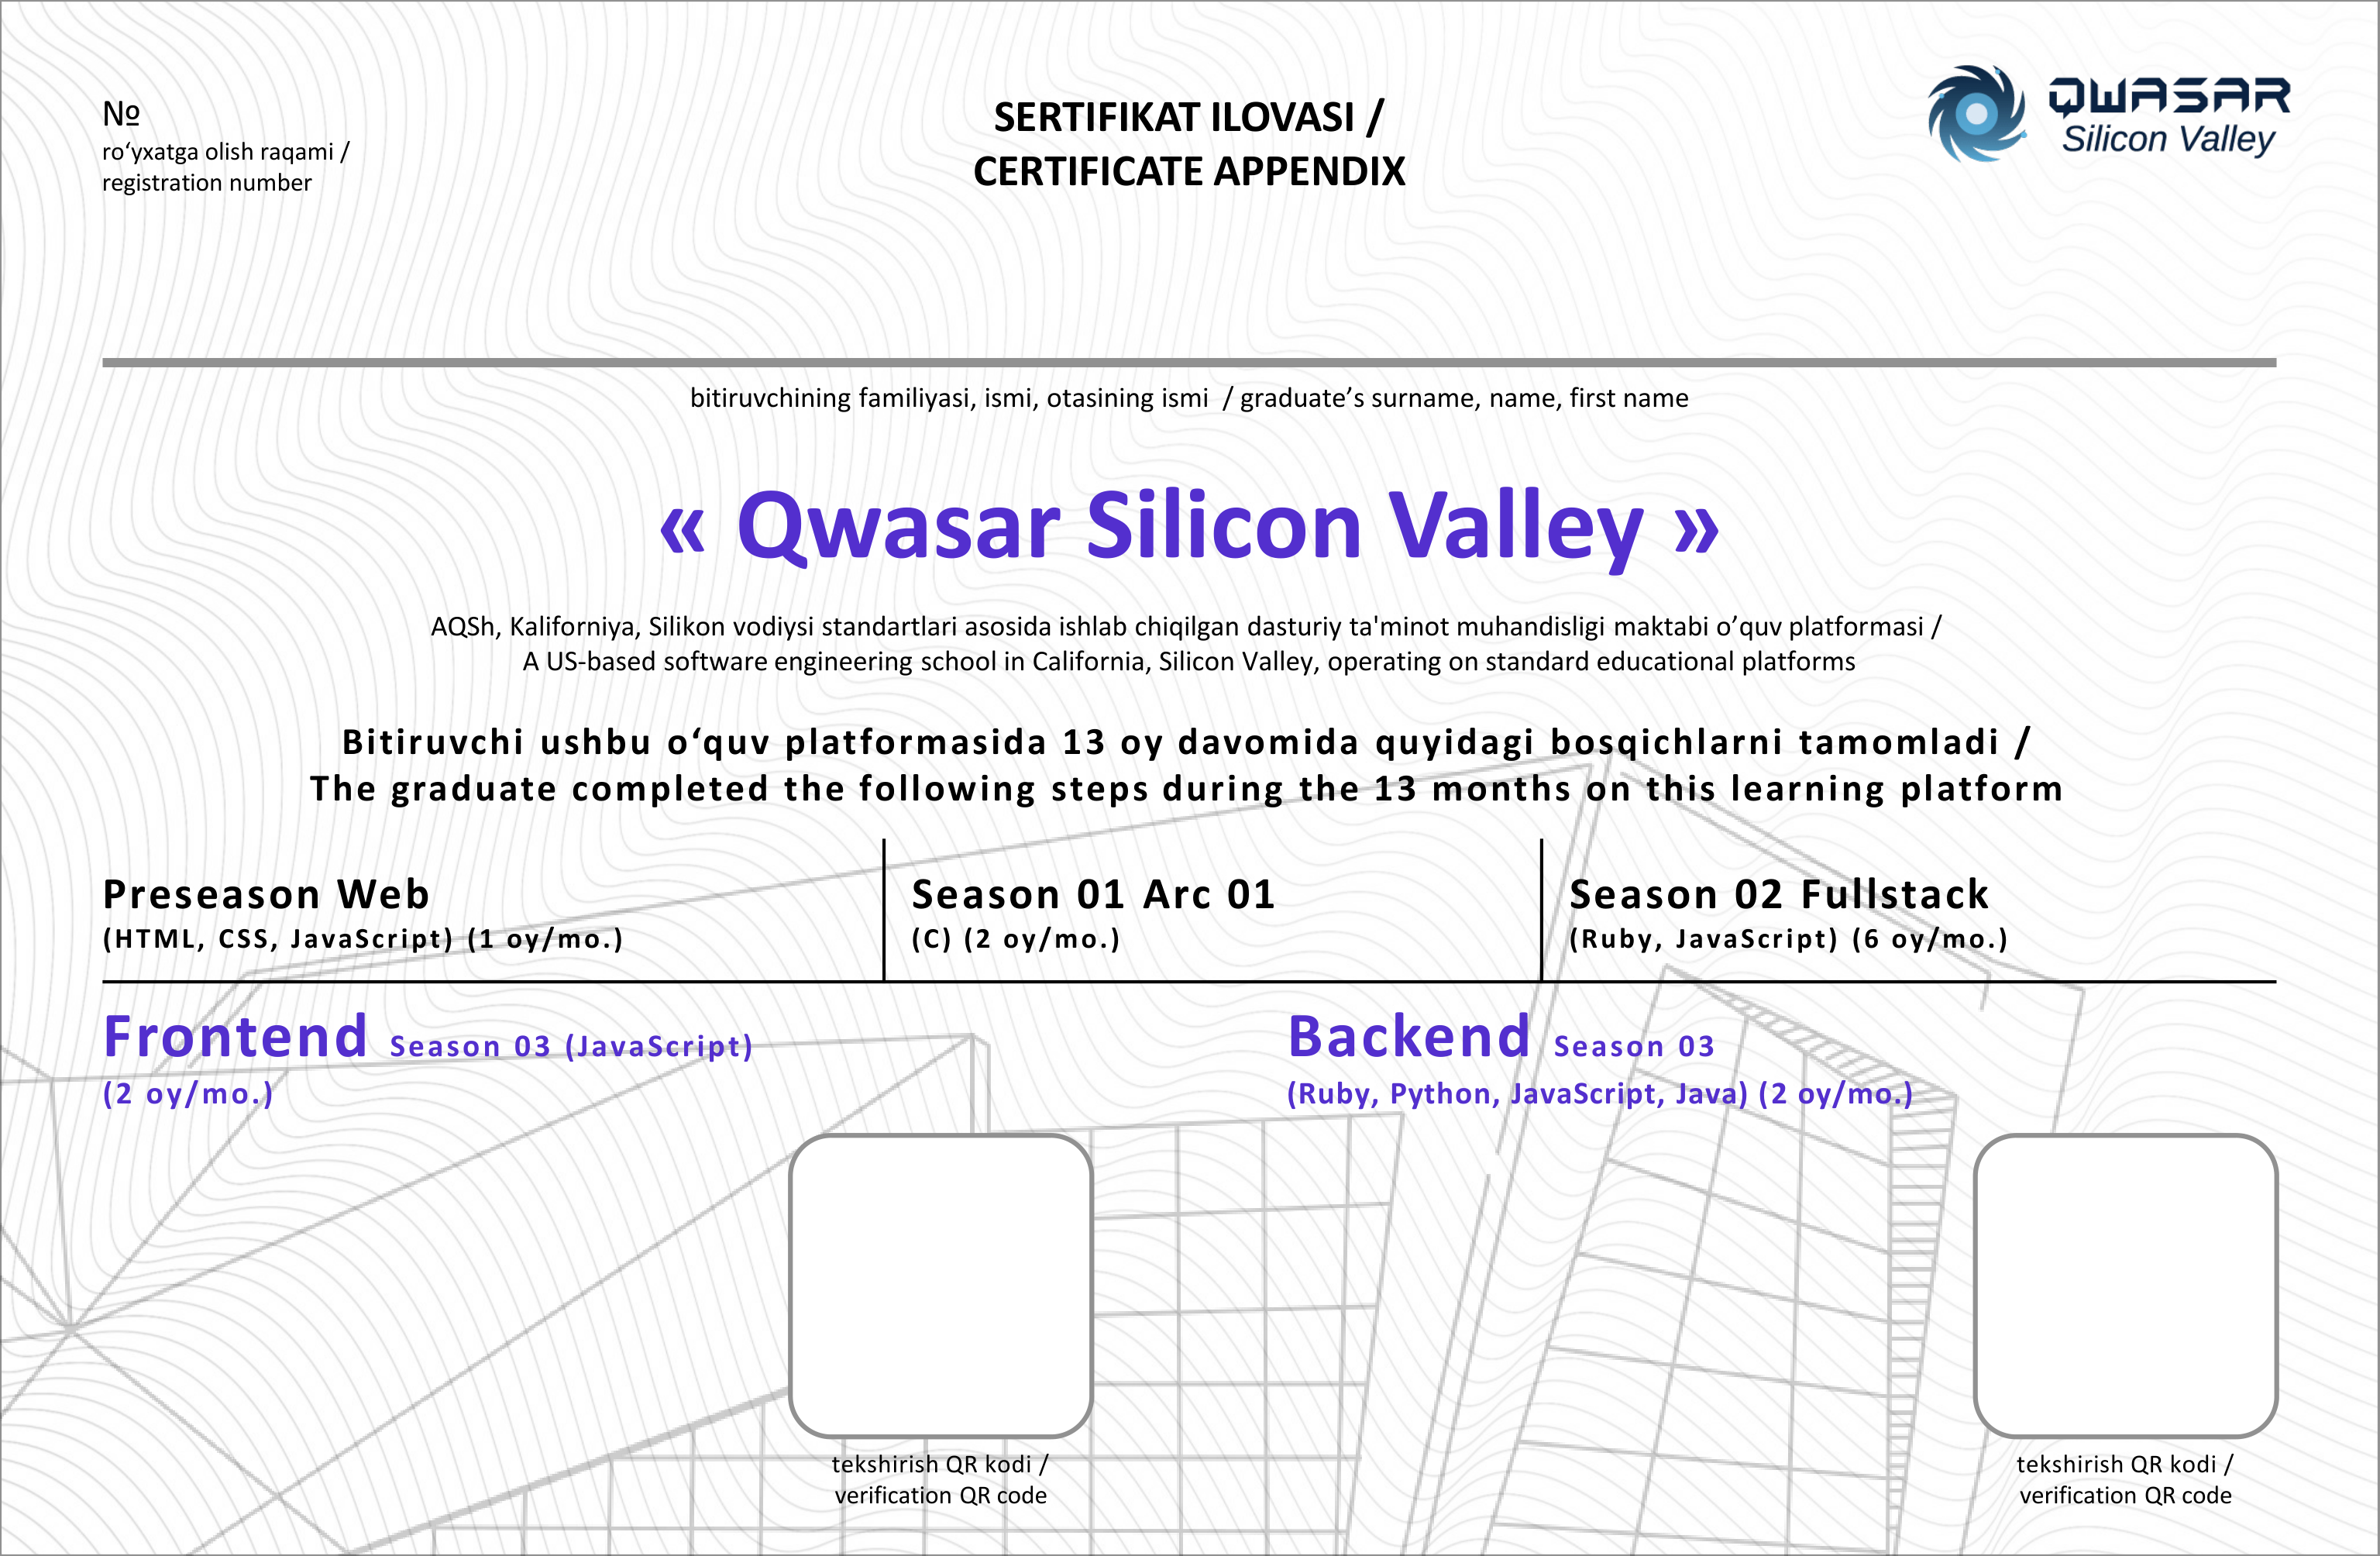 №
ro‘yxatga olish raqami /
registration number
SERTIFIKAT ILOVASI /
CERTIFICATE APPENDIX
QWASAR
Silicon Valley
bitiruvchining familiyasi, ismi, otasining ismi / graduate’s surname, name, first name
« Qwasar Silicon Valley »
AQSh, Kaliforniya, Silikon vodiysi standartlari asosida ishlab chiqilgan dasturiy ta'minot muhandisligi maktabi o’quv platformasi /
A US-based software engineering school in California, Silicon Valley, operating on standard educational platforms
Bitiruvchi ushbu o‘quv platformasida 13 oy davomida quyidagi bosqichlarni tamomladi /
The graduate completed the following steps during the 13 months on this learning platform
Preseason Web
(HTML, CSS, JavaScript) (1 oy/mo.)
Season 01 Arc 01
(C) (2 oy/mo.)
Season 02 Fullstack
(Ruby, JavaScript) (6 oy/mo.)
Frontend Season 03 (JavaScript)
(2 oy/mo.)
Backend Season 03
(Ruby, Python, JavaScript, Java) (2 oy/mo.)
tekshirish QR kodi /
verification QR code
tekshirish QR kodi /
verification QR code